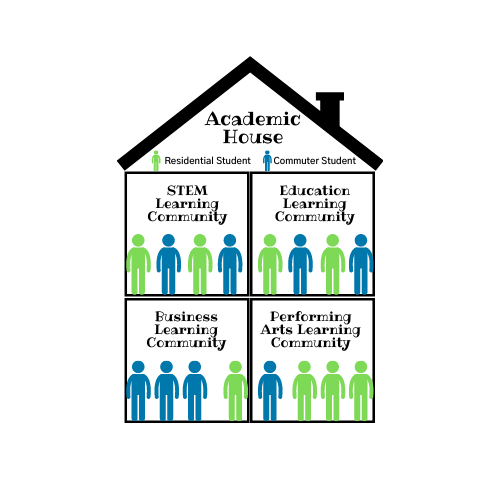 Academic
House
Residential Student Commuter Student
STEM
Learning
Community
Education
Learning
Community
Business
Learning
Community
Performing
Arts Learning
Community